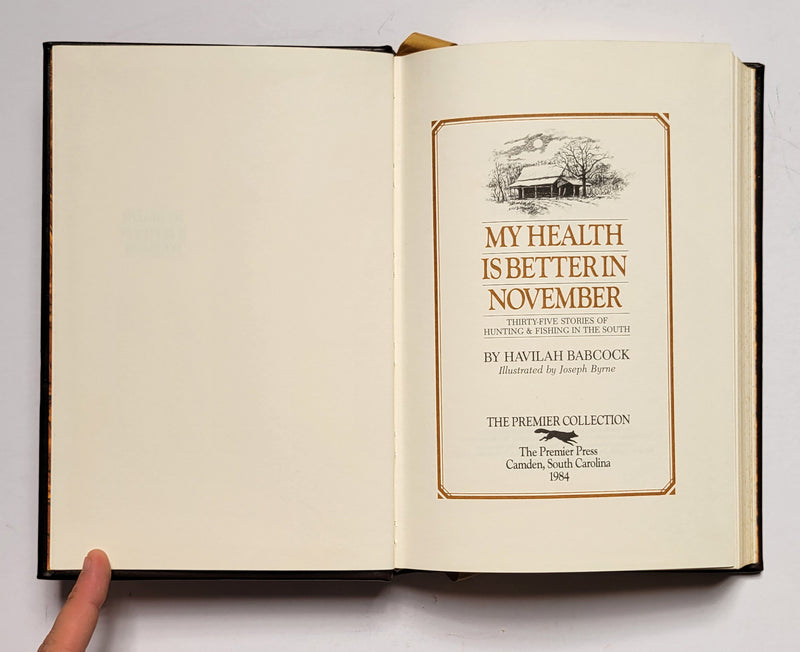 MY HEALTH
IS BETTER IN
NOVEMBER
THIRTY-FIVE STORIES OF
HUNTING & FISHING IN THE SOUTH
BY HAVILAH BABCOCK
Illustrated by Joseph Byrne
THE PREMIER COLLECTION
The Premier Press
Camden, South Carolina
1984